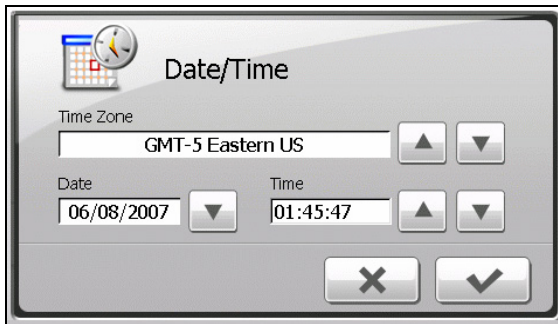 Date/Time
Time Zone
GMT-5 Eastern US
Date Time
06/08/2007 01:45:47